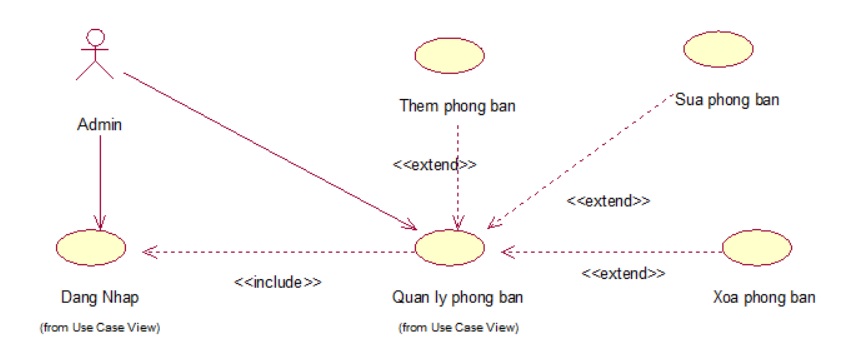 Them phong ban
Sua phong ban
Admin
<<extend>>
<<extend>>
<<include>>
<<extend>>
Dang Nhap
Quan ly phong ban
Xoa phong ban
(from Use Case View)
(from Use Case View)